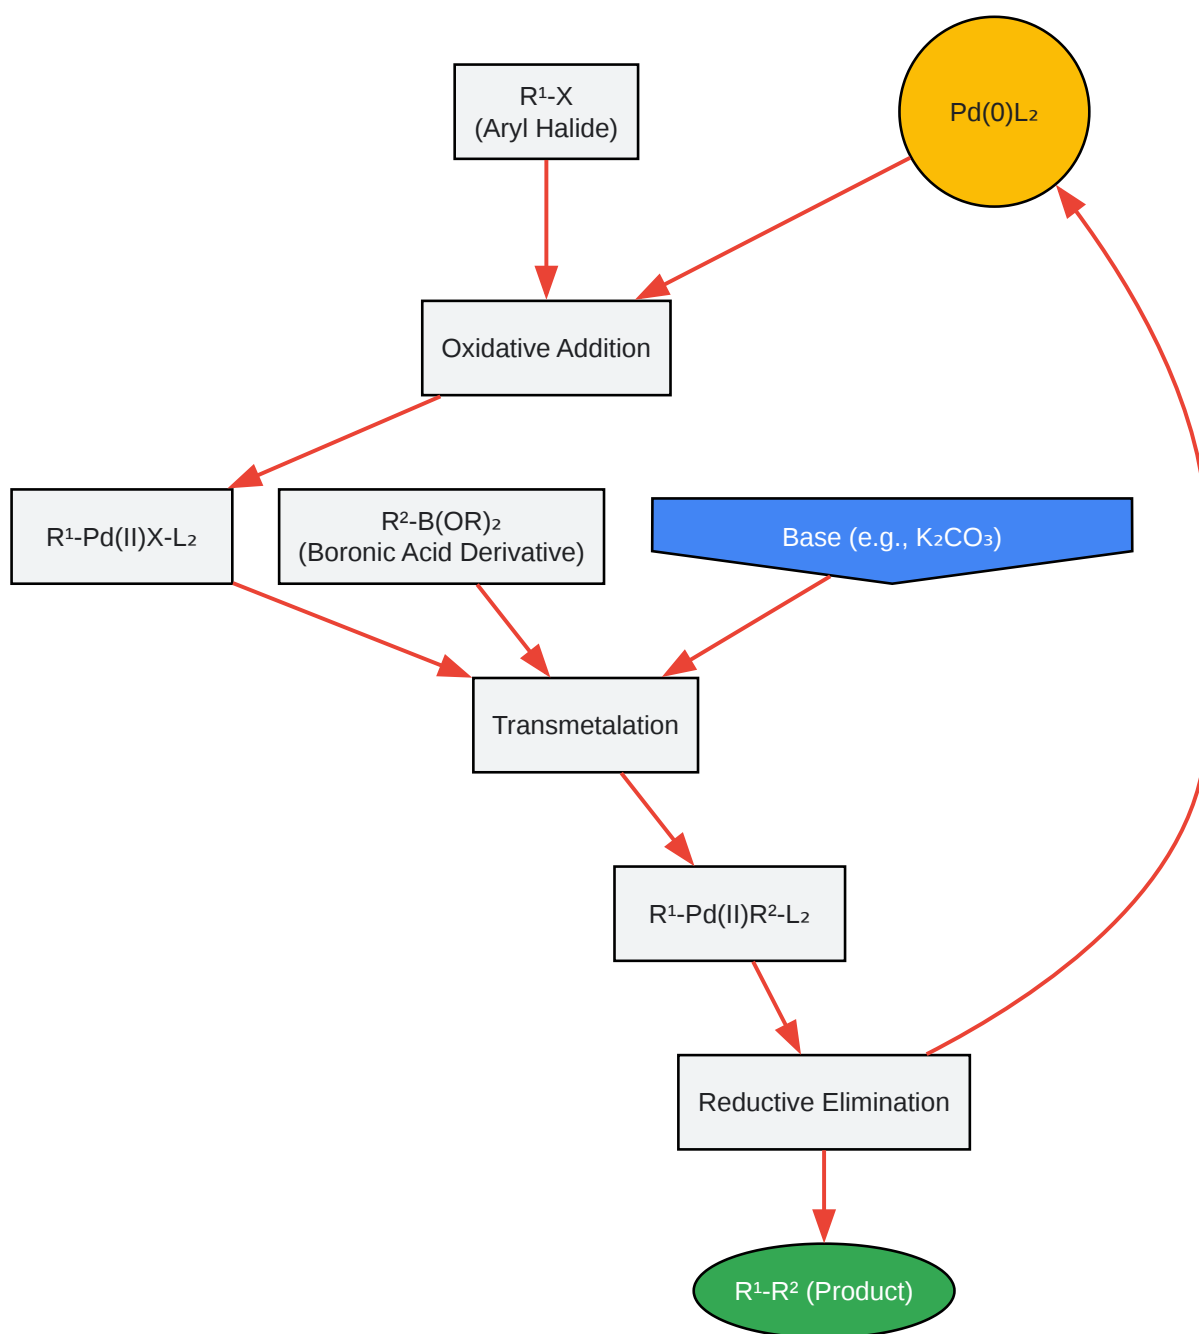 R¹-X
(Aryl Halide)
Pd(0)L₂
Oxidative Addition
R¹-Pd(II)X-L₂
R²-B(OR)₂
(Boronic Acid Derivative)
Base (e.g., K₂CO₃)
Transmetalation
R¹-Pd(II)R²-L₂
Reductive Elimination
R¹-R² (Product)